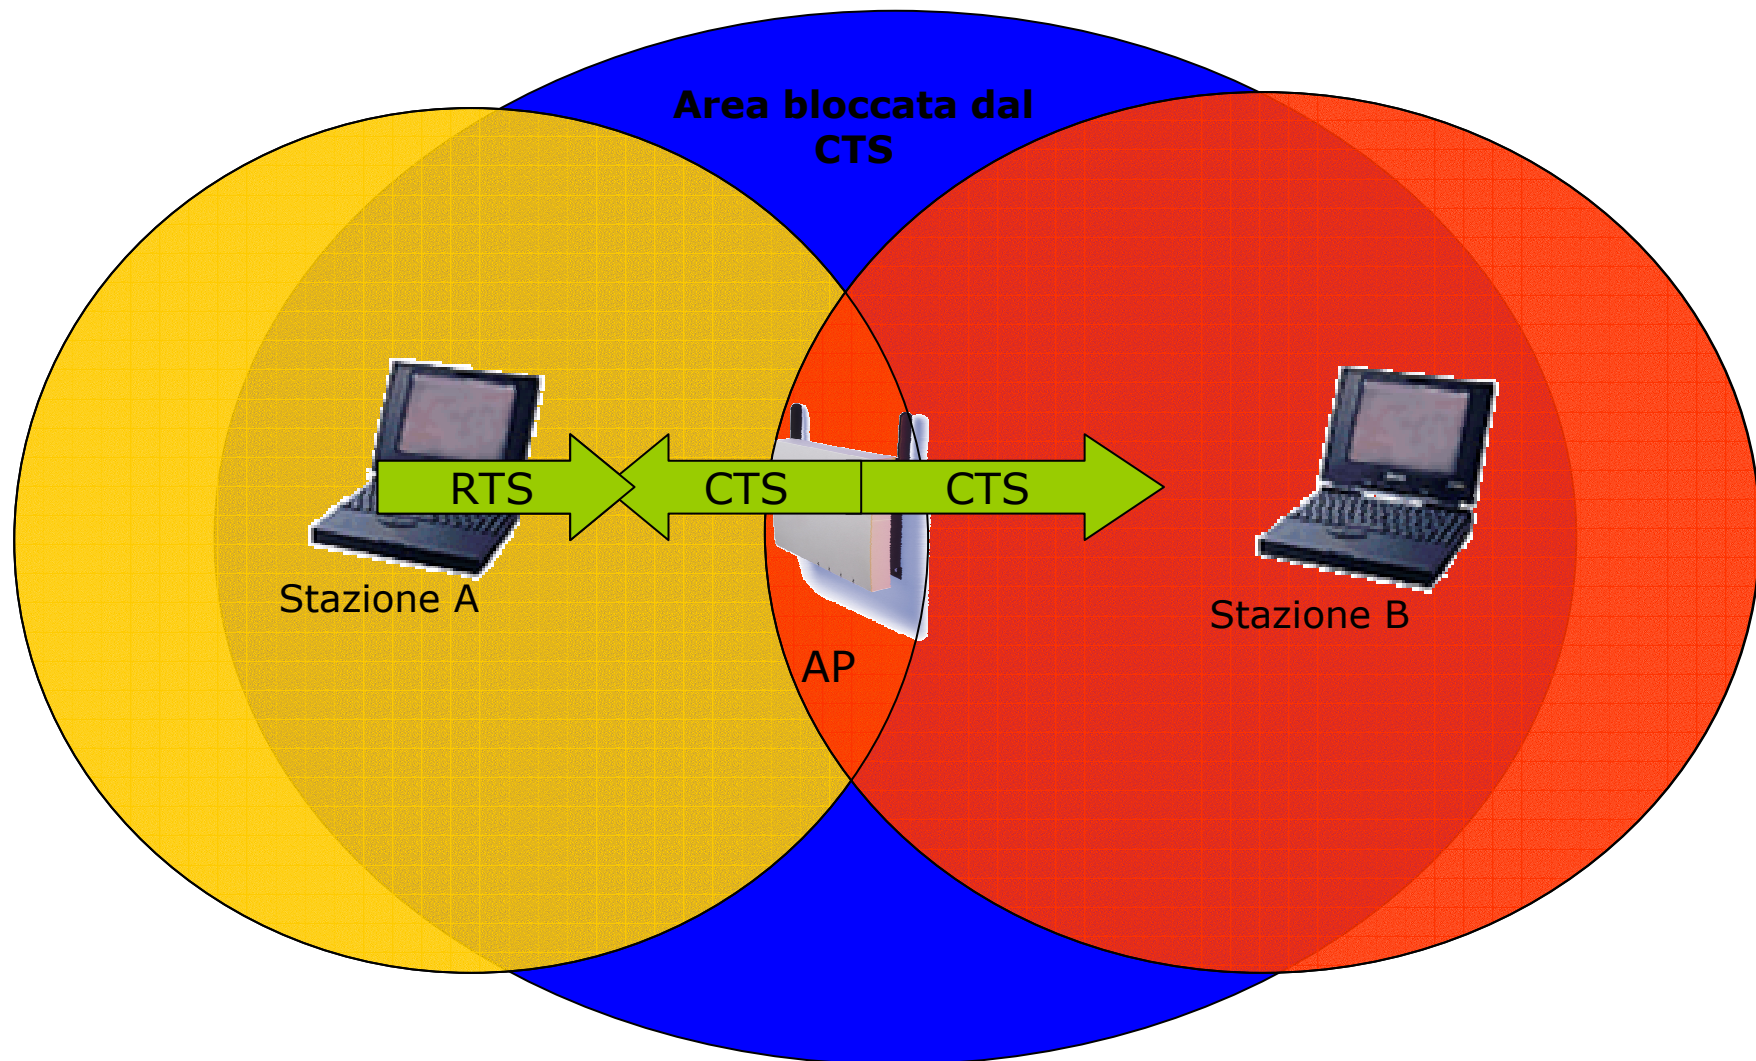 Area bloccata dal
CTS
RTS
CTS
CTS
Stazione A
Stazione B
AP